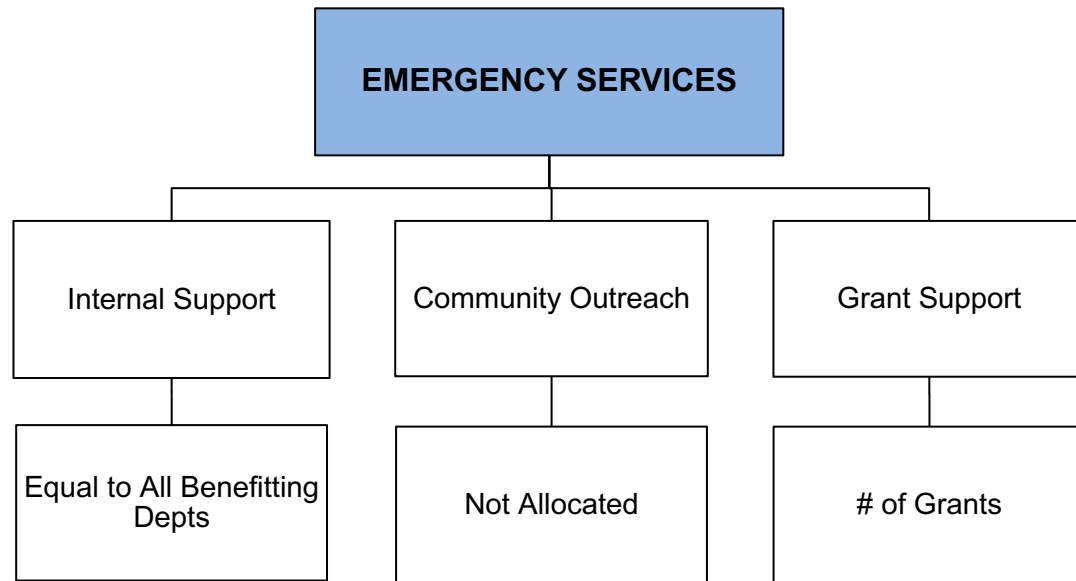 EMERGENCY SERVICES
Internal Support
Community Outreach
Grant Support
Equal to All Benefitting
Depts
Not Allocated
# of Grants